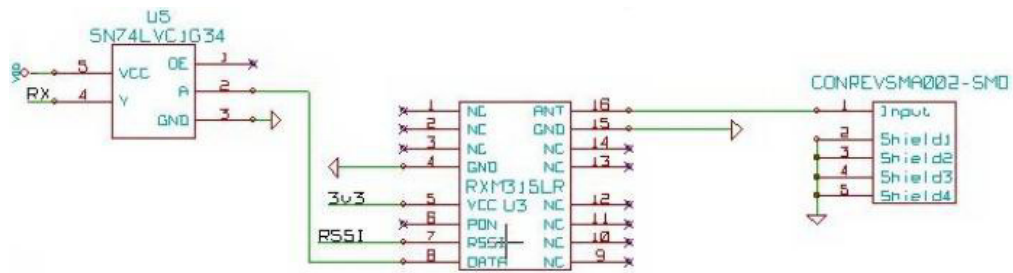 U5
SN74LVC1G34
VDD 5 VCC OE 1
RX 4 Y A 2
GND 3
CONREVSMA002-SMD
1 NC ANT 16
2 NC GND 15
3 NC NC 14
4 GND NC 13
RXM315LR
3v3 5 VCC U3 NC 12
6 PDN NC 11
RSSI 7 RSSI NC 10
8 DATA NC 9
1 Input
2 Shield1
3 Shield2
4 Shield3
5 Shield4